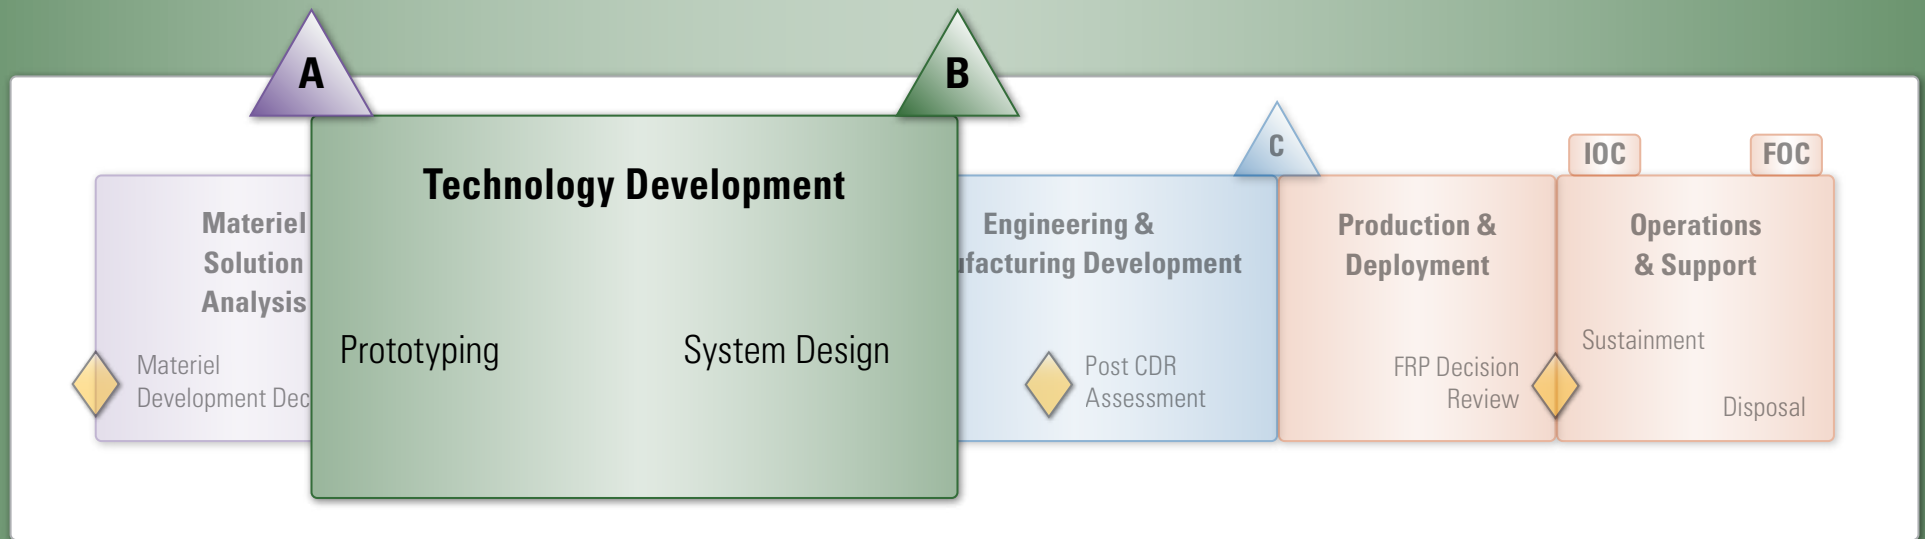 A
B
C
IOC
FOC
Materiel
Solution
Analysis
Materiel
Development Dec
Technology Development
Prototyping
System Design
Engineering &
ufacturing Development
Post CDR
Assessment
Production &
Deployment
FRP Decision
Review
Operations
& Support
Sustainment
Disposal